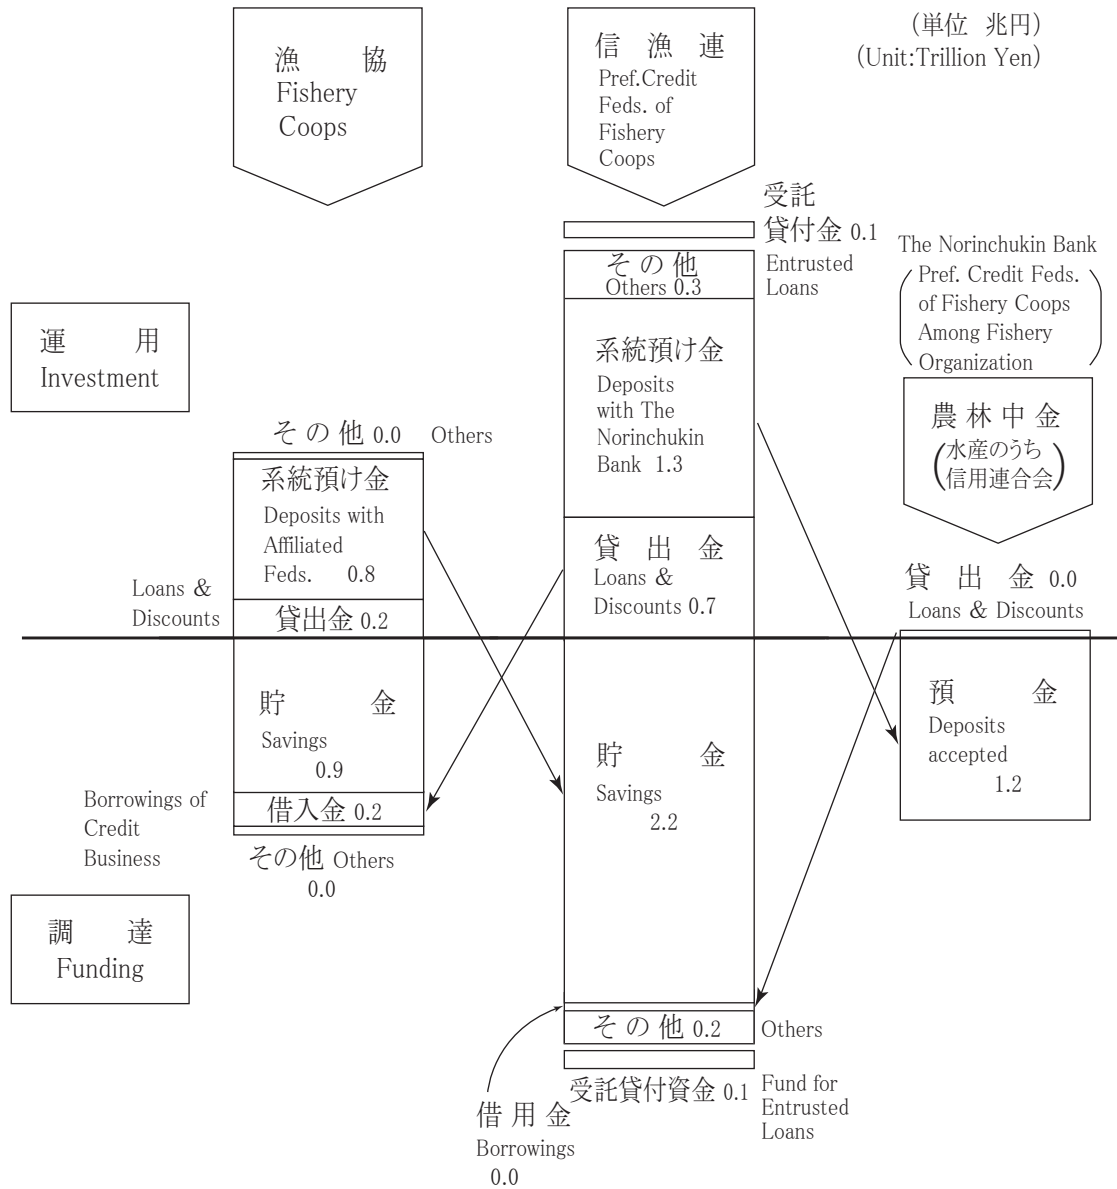 (単位 兆円)
(Unit:Trillion Yen)
漁 協
Fishery
Coops
信 漁 連
Pref.Credit
Feds. of
Fishery
Coops
受託
貸付金 0.1
Entrusted
Loans
The Norinchukin Bank
Pref. Credit Feds.
of Fishery Coops
Among Fishery
Organization
農 林 中 金
(水産のうち
信用連合会)
運 用
Investment
そ の 他 0.0 Others
系統預け金
Deposits with
Affiliated
Feds. 0.8
Loans &
Discounts
貸出金 0.2
そ の 他
Others 0.3
系統預け金
Deposits
with The
Norinchukin
Bank 1.3
貸 出 金
Loans &
Discounts 0.7
貸 出 金 0.0
Loans & Discounts
貯 金
Savings
0.9
Borrowings of
Credit
Business
借入金 0.2
その他 Others
0.0
貯 金
Savings
2.2
預 金
Deposits
accepted
1.2
調 達
Funding
そ の 他 0.2 Others
受託貸付資金 0.1
Fund for
Entrusted
Loans
借 用 金
Borrowings
0.0